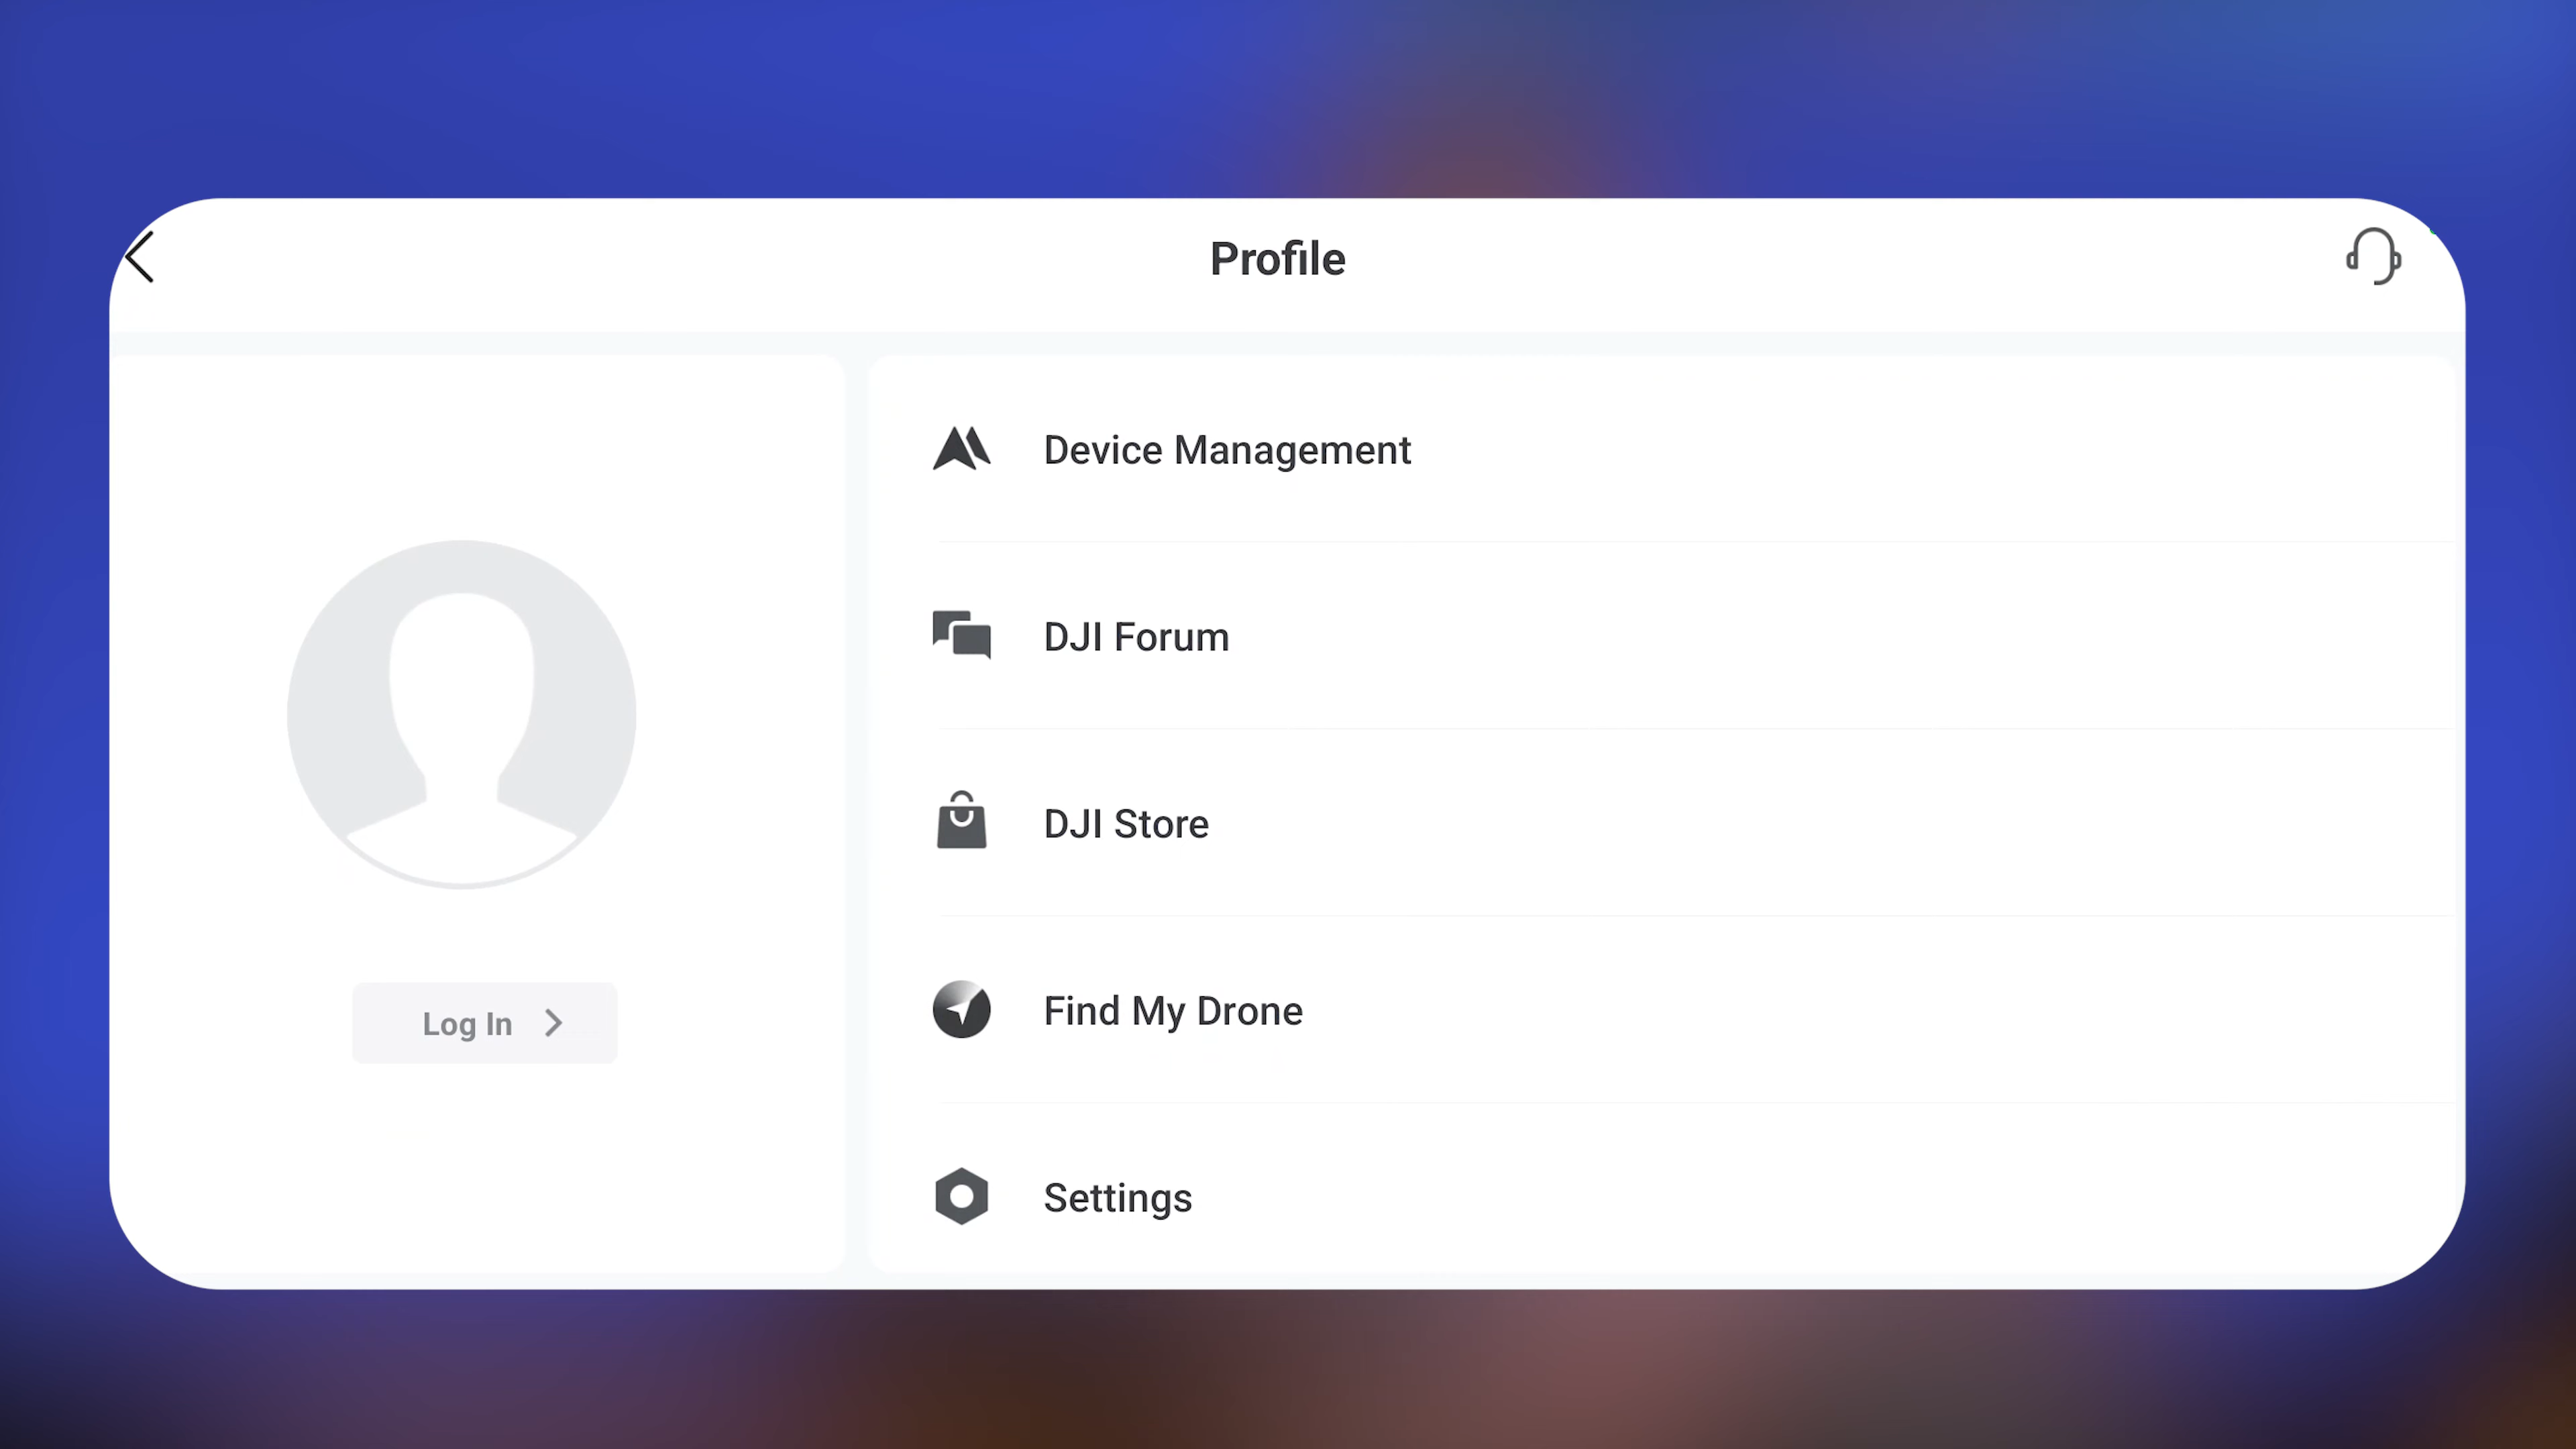 Profile
Log In
Device Management
DJI Forum
DJI Store
Find My Drone
Settings